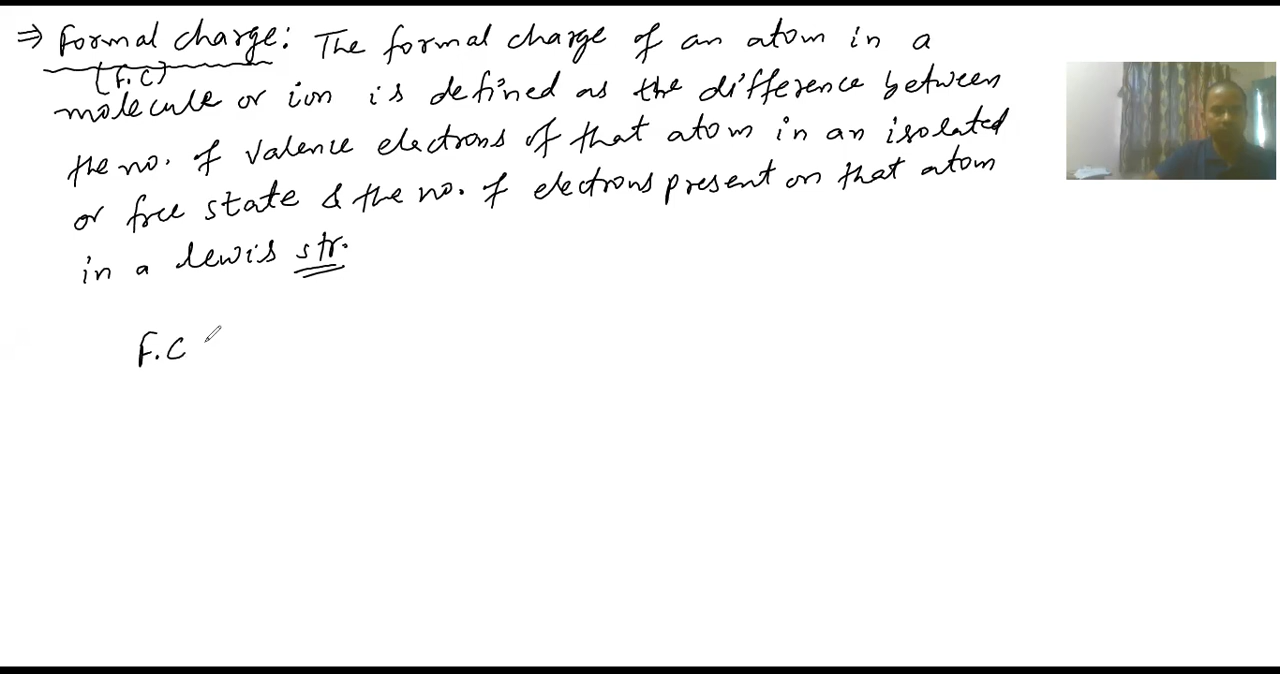 ⇒ Formal charge: The formal charge of an atom in a
(F.C)
molecule or ion is defined as the difference between
the no. of valence electrons of that atom in an isolated
or free state & the no. of electrons present on that atom
in a lewis str.
F.C